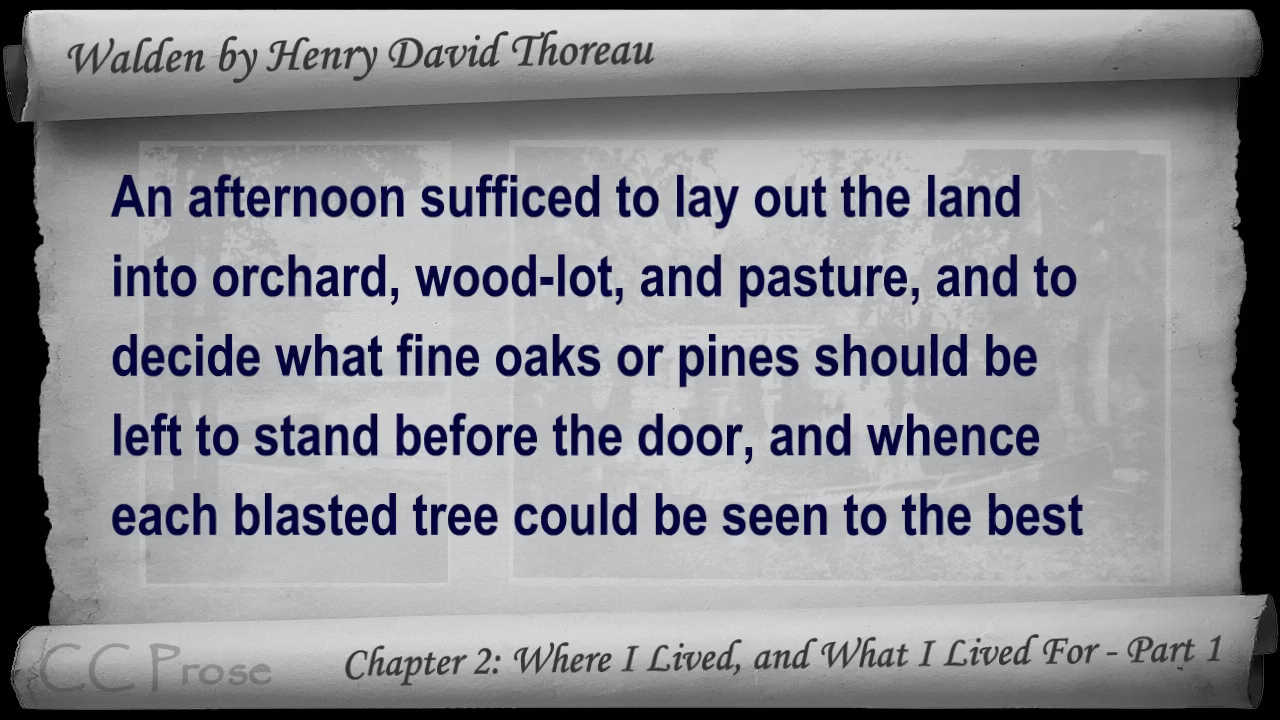 Walden by Henry David Thoreau
An afternoon sufficed to lay out the land
into orchard, wood-lot, and pasture, and to
decide what fine oaks or pines should be
left to stand before the door, and whence
each blasted tree could be seen to the best
CC Prose
Chapter 2: Where I Lived, and What I Lived For - Part 1